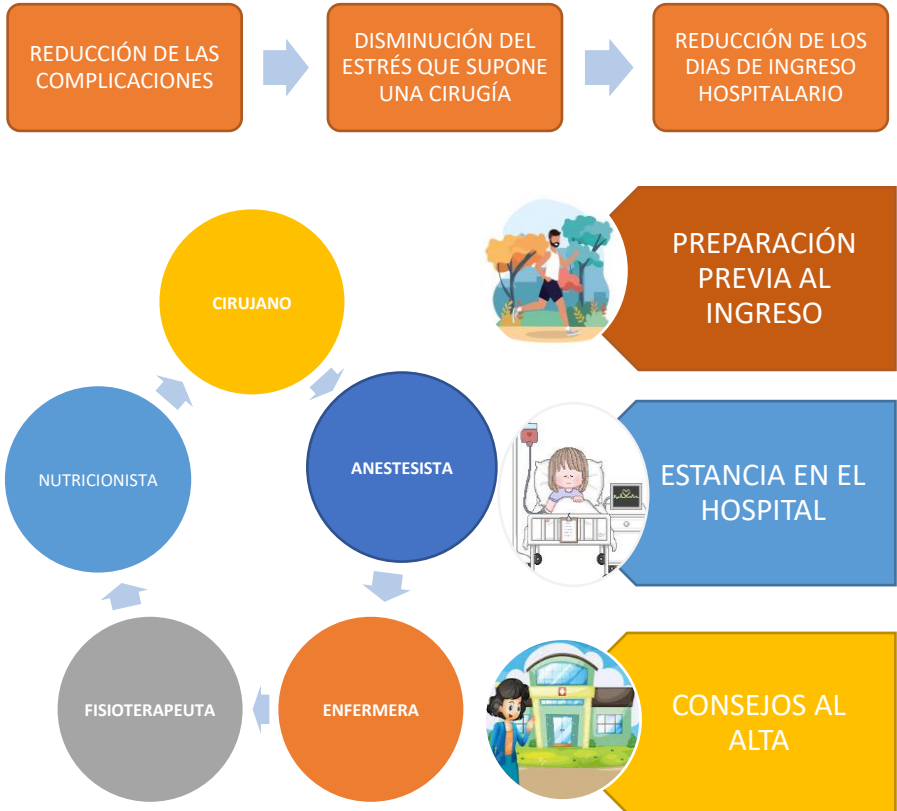 REDUCCIÓN DE LAS
COMPLICACIONES
DISMINUCIÓN DEL
ESTRÉS QUE SUPONE
UNA CIRUGÍA
REDUCCIÓN DE LOS
DIAS DE INGRESO
HOSPITALARIO
CIRUJANO
ANESTESISTA
ENFERMERA
FISIOTERAPEUTA
NUTRICIONISTA
PREPARACIÓN
PREVIA AL
INGRESO
ESTANCIA EN EL
HOSPITAL
CONSEJOS AL
ALTA